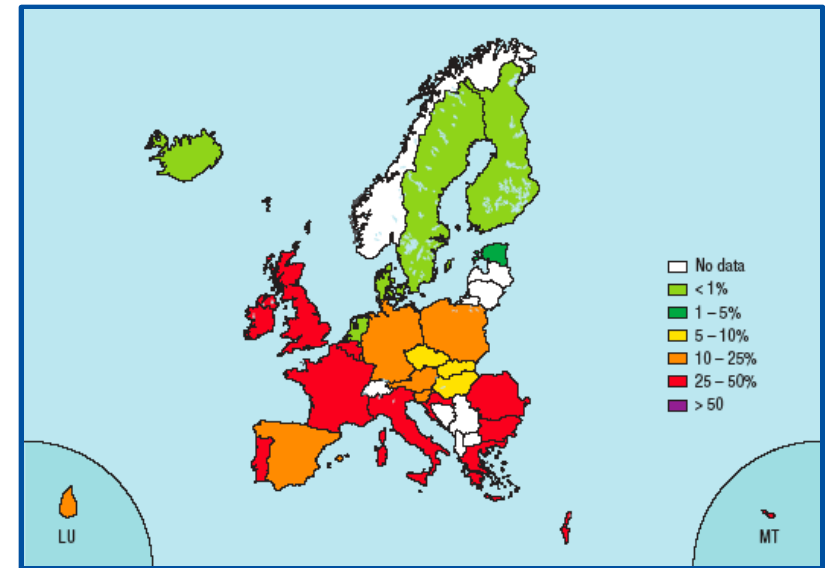 No data
< 1%
1 – 5%
5 – 10%
10 – 25%
25 – 50%
> 50
LU
MT